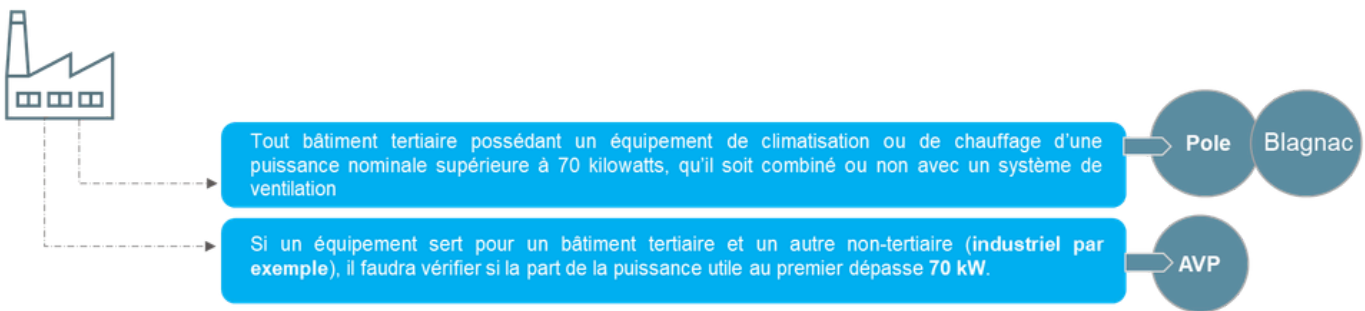 Tout bâtiment tertiaire possédant un équipement de climatisation ou de chauffage d’une
puissance nominale supérieure à 70 kilowatts, qu’il soit combiné ou non avec un système de
ventilation
Pole
Blagnac
Si un équipement sert pour un bâtiment tertiaire et un autre non-tertiaire (industriel par
exemple), il faudra vérifier si la part de la puissance utile au premier dépasse 70 kW.
AVP